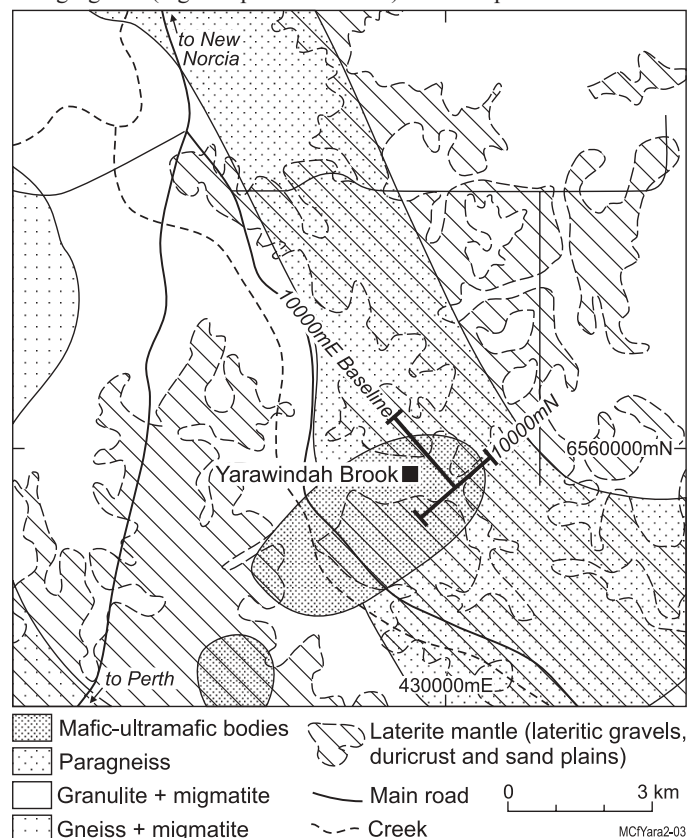 to New
Norcia
10000mE Baseline
10000mN
6560000mN
Yarawindah Brook
to Perth
430000mE
Mafic-ultramafic bodies
Paragneiss
Granulite + migmatite
Gneiss + migmatite
Laterite mantle (lateritic gravels,
duricrust and sand plains)
Main road
Creek
0 3 km
MCfYara2-03